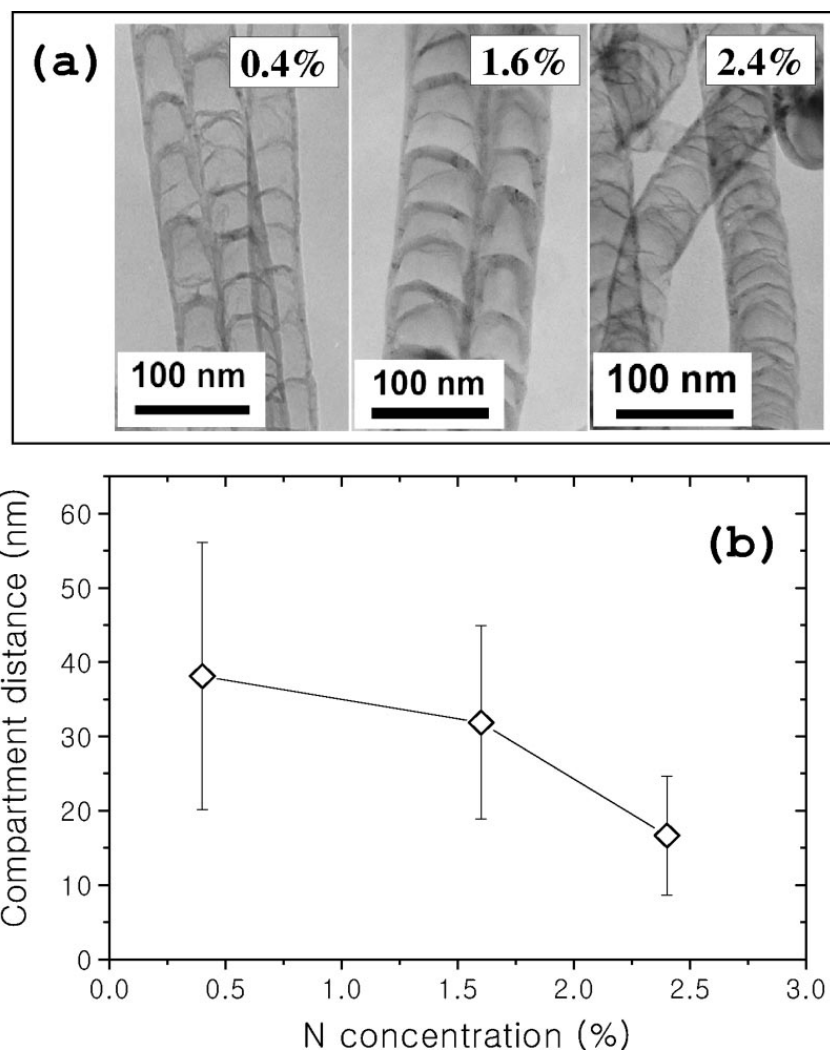 (a)
0.4%
1.6%
2.4%
100 nm
100 nm
100 nm
(b)
Compartment distance (nm)
60
50
40
30
20
10
0
0.0 0.5 1.0 1.5 2.0 2.5 3.0
N concentration (%)